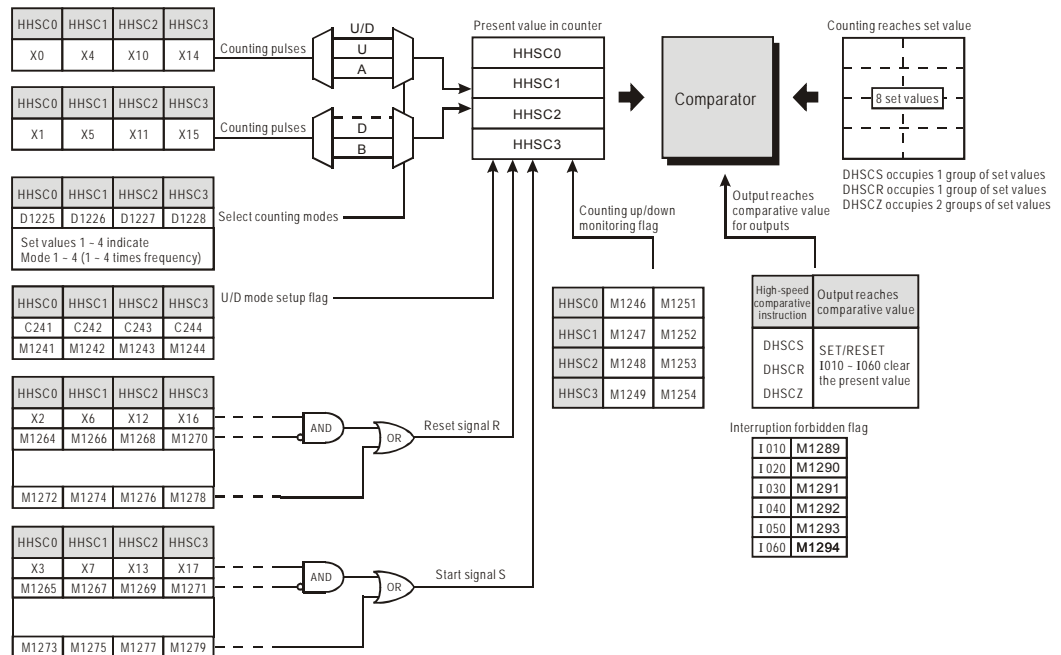 HHSC0 HHSC1 HHSC2 HHSC3
X0 X4 X10 X14
Counting pulses
U/D
U
A
HHSC0 HHSC1 HHSC2 HHSC3
X1 X5 X11 X15
Counting pulses
D
B
HHSC0 HHSC1 HHSC2 HHSC3
D1225 D1226 D1227 D1228
Set values 1 – 4 indicate
Mode 1 – 4 (1 – 4 times frequency)
Select counting modes
HHSC0 HHSC1 HHSC2 HHSC3
C241 C242 C243 C244
M1241 M1242 M1243 M1244
U/D mode setup flag
HHSC0 HHSC1 HHSC2 HHSC3
X2 X6 X12 X16
M1264 M1266 M1268 M1270
M1272 M1274 M1276 M1278
AND
OR
Reset signal R
HHSC0 HHSC1 HHSC2 HHSC3
X3 X7 X13 X17
M1265 M1267 M1269 M1271
M1273 M1275 M1277 M1279
AND
OR
Start signal S
Present value in counter
HHSC0
HHSC1
HHSC2
HHSC3
Comparator
Counting reaches set value
8 set values
DHSCS occupies 1 group of set values
DHSCR occupies 1 group of set values
DHSCZ occupies 2 groups of set values
Counting up/down
monitoring flag
Output reaches
comparative value
for outputs
HHSC0 M1246 M1251
HHSC1 M1247 M1252
HHSC2 M1248 M1253
HHSC3 M1249 M1254
High-speed
comparative
instruction
Output reaches
comparative value
DHSCS
DHSCR
DHSCZ
SET/RESET
I010 – I060 clear
the present value
Interruption forbidden flag
I010 M1289
I020 M1290
I030 M1291
I040 M1292
I050 M1293
I060 M1294